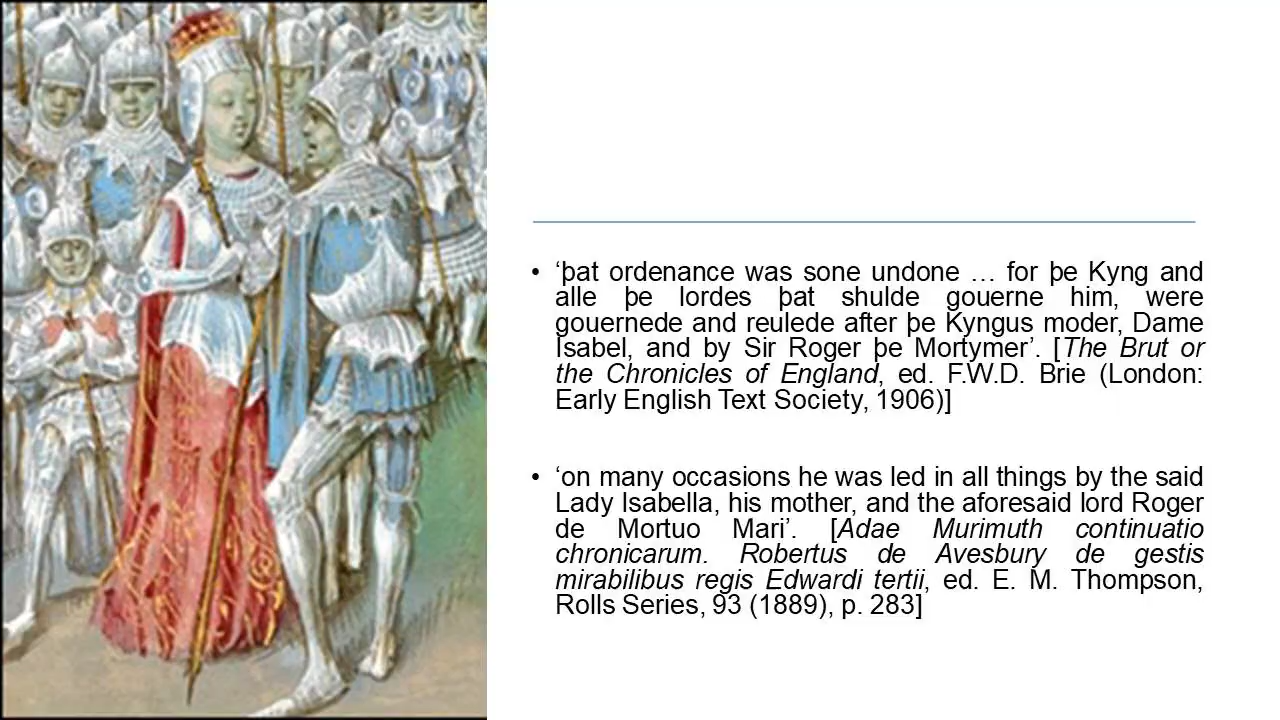 • ‘þat ordenance was sone undone … for þe Kyng and
alle þe lordes þat shulde gouerne him, were
gouernede and reulede after þe Kyngus moder, Dame
Isabel, and by Sir Roger þe Mortymer’. [The Brut or
the Chronicles of England, ed. F.W.D. Brie (London:
Early English Text Society, 1906)]
• ‘on many occasions he was led in all things by the said
Lady Isabella, his mother, and the aforesaid lord Roger
de Mortuo Mari’. [Adae Murimuth continuatio
chronicarum. Robertus de Avesbury de gestis
mirabilibus regis Edwardi tertii, ed. E. M. Thompson,
Rolls Series, 93 (1889), p. 283]